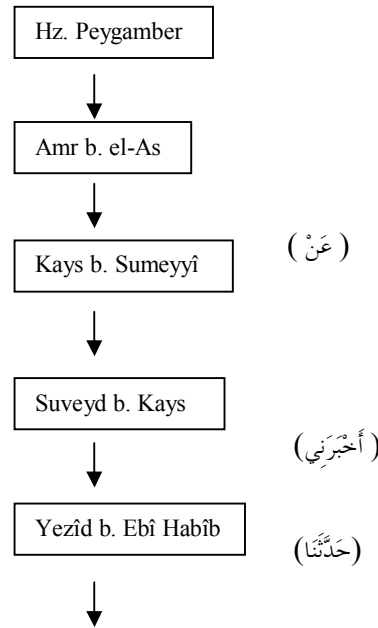 Hz. Peygamber
Amr b. el-As
Kays b. Sumeyyî
( عَنْ )
Suveyd b. Kays
(أَخْبَرَنِي )
Yezîd b. Ebî Habîb
(حَدَّثَنَا)